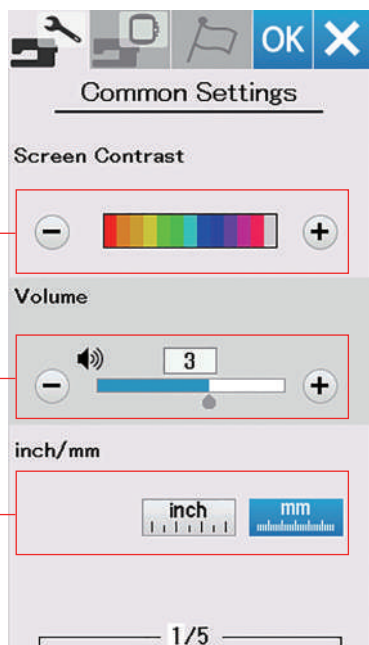 OK
Common Settings
Screen Contrast
Volume
3
inch/mm
inch
mm
1/5